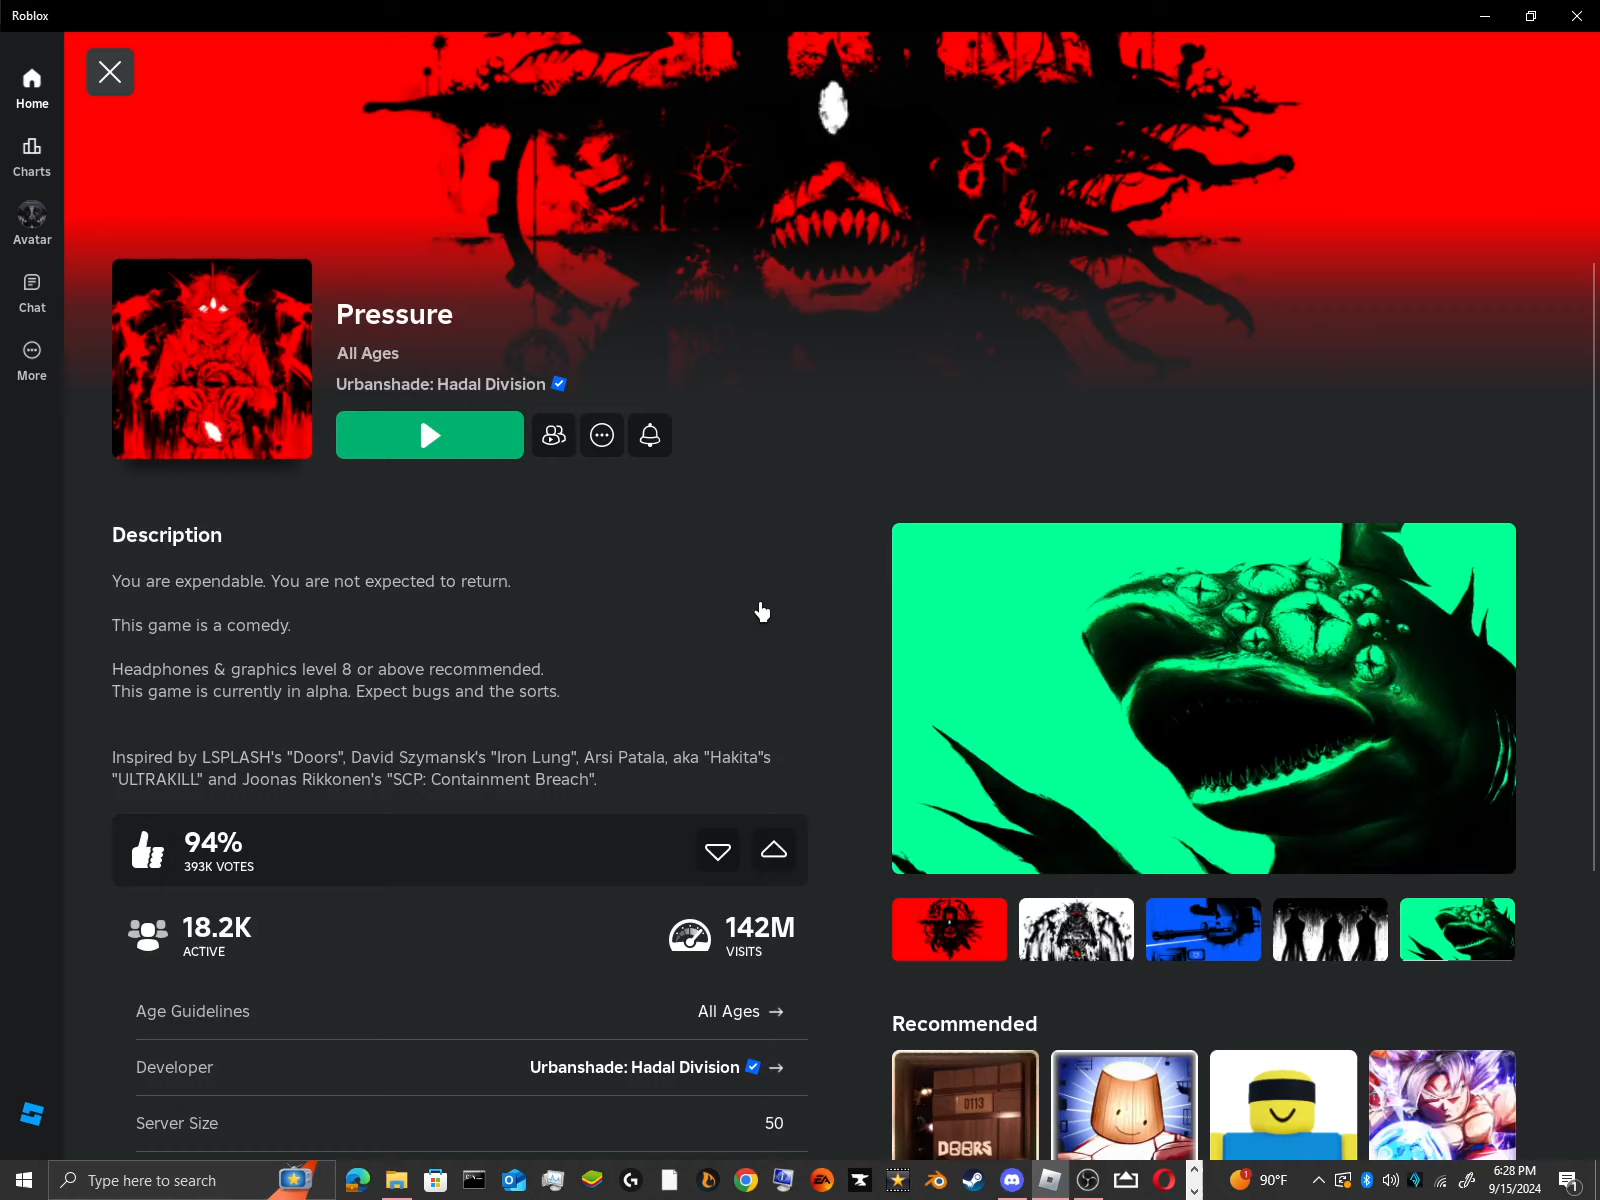 Roblox
Home
Charts
Avatar
Chat
More
Pressure
All Ages
Urbanshade: Hadal Division
Description
You are expendable. You are not expected to return.
This game is a comedy.
Headphones & graphics level 8 or above recommended.
This game is currently in alpha. Expect bugs and the sorts.
Inspired by LSPLASH's "Doors", David Szymansk's "Iron Lung", Arsi Patala, aka "Hakita"s
"ULTRAKILL" and Joonas Rikkonen's "SCP: Containment Breach".
94%
393K VOTES
18.2K
ACTIVE
142M
VISITS
Age Guidelines
All Ages →
Developer
Urbanshade: Hadal Division →
Server Size
50
Recommended
0113
DOORS
Type here to search
EA
1
90°F
6:28 PM
9/15/2024
1